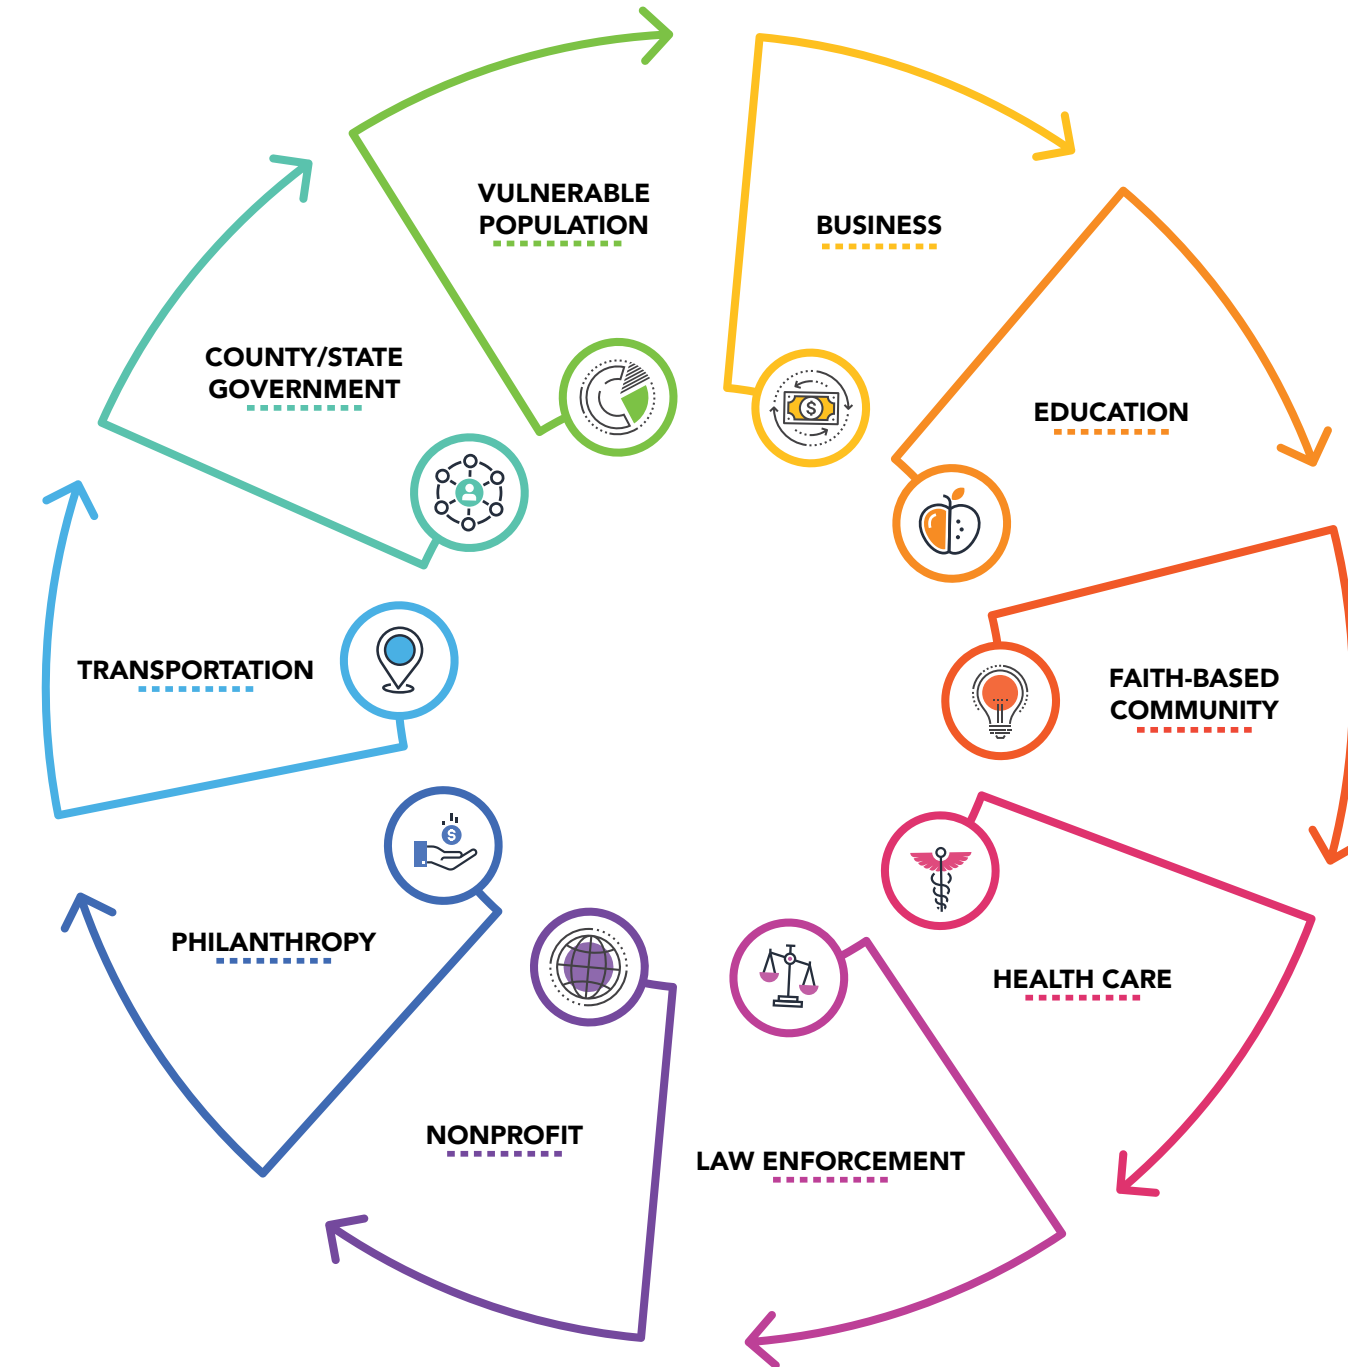 VULNERABLE
POPULATION
BUSINESS
EDUCATION
FAITH-BASED
COMMUNITY
HEALTH CARE
LAW ENFORCEMENT
NONPROFIT
PHILANTHROPY
TRANSPORTATION
COUNTY/STATE
GOVERNMENT
$
$